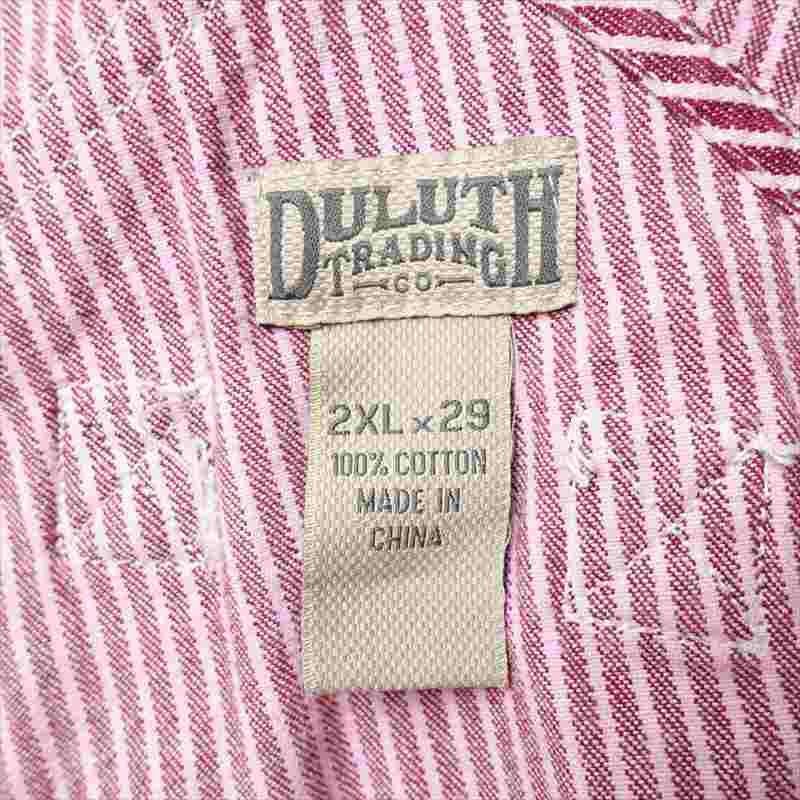 DULUTH
TRADING
CO
2XL x 29
100% COTTON
MADE IN
CHINA